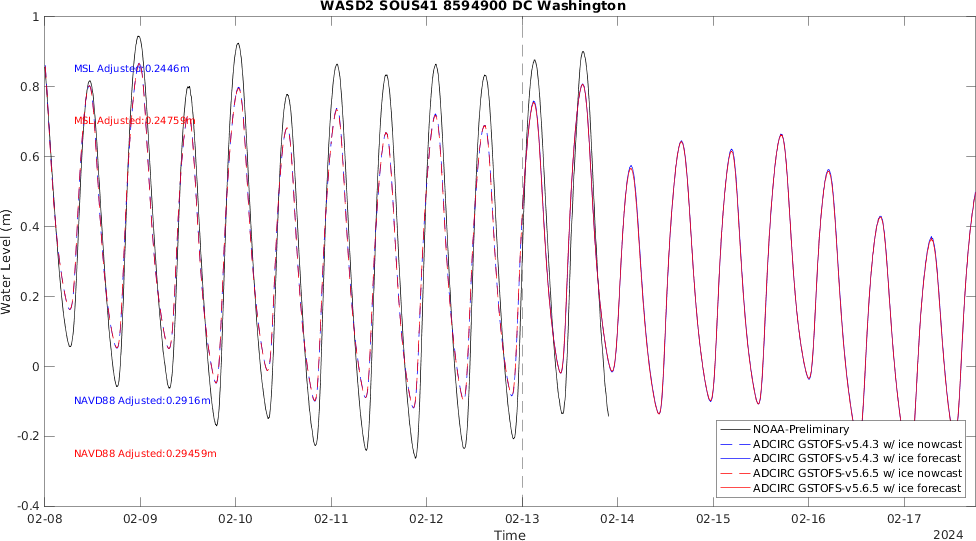 WASD2 SOUS41 8594900 DC Washington
1
0.8
0.6
0.4
0.2
0
-0.2
-0.4
Water Level (m)
MSL Adjusted:0.2446m
MSL Adjusted:0.24759m
NAVD88 Adjusted:0.2916m
NAVD88 Adjusted:0.29459m
NOAA-Preliminary
ADCIRC GSTOFS-v5.4.3 w/ ice nowcast
ADCIRC GSTOFS-v5.4.3 w/ ice forecast
ADCIRC GSTOFS-v5.6.5 w/ ice nowcast
ADCIRC GSTOFS-v5.6.5 w/ ice forecast
02-08 02-09 02-10 02-11 02-12 02-13 02-14 02-15 02-16 02-17
Time
2024